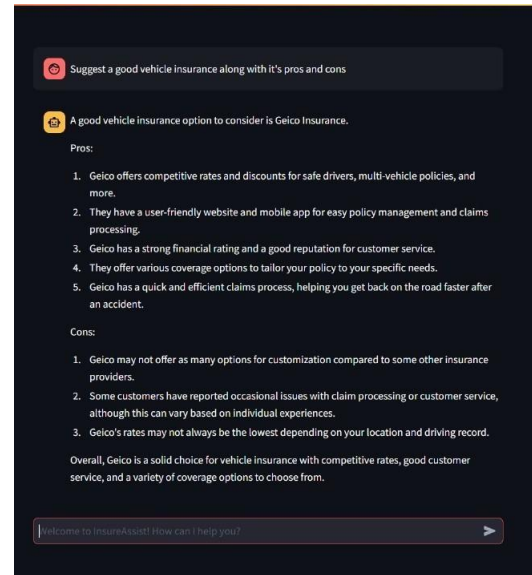 Suggest a good vehicle insurance along with it's pros and cons
A good vehicle insurance option to consider is Geico Insurance.
Pros:
1. Geico offers competitive rates and discounts for safe drivers, multi-vehicle policies, and
more.
2. They have a user-friendly website and mobile app for easy policy management and claims
processing.
3. Geico has a strong financial rating and a good reputation for customer service.
4. They offer various coverage options to tailor your policy to your specific needs.
5. Geico has a quick and efficient claims process, helping you get back on the road faster after
an accident.
Cons:
1. Geico may not offer as many options for customization compared to some other insurance
providers.
2. Some customers have reported occasional issues with claim processing or customer service,
although this can vary based on individual experiences.
3. Geico's rates may not always be the lowest depending on your location and driving record.
Overall, Geico is a solid choice for vehicle insurance with competitive rates, good customer
service, and a variety of coverage options to choose from.
Welcome to InsureAssist! How can i help you?